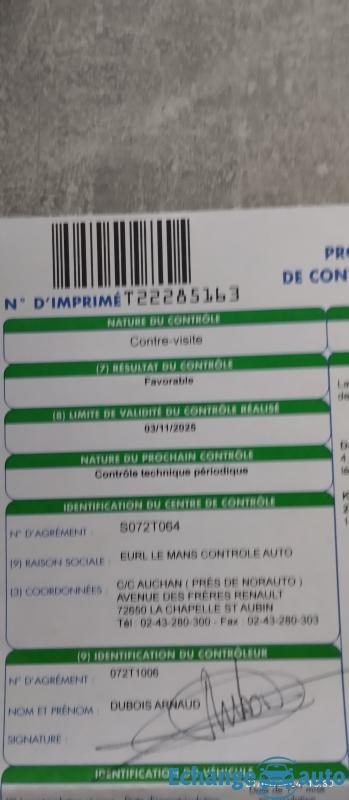 PRO
DE CON
N° D'IMPRIMÉ T22285163
NATURE DU CONTRÔLE
Contre-visite
(7) RÉSULTAT DU CONTRÔLE
Favorable
(8) LIMITE DE VALIDITÉ DU CONTRÔLE RÉALISÉ
03/11/2025
NATURE DU PROCHAIN CONTRÔLE
Contrôle technique périodique
IDENTIFICATION DU CENTRE DE CONTRÔLE
N° D'AGRÉMENT : S072T064
(9) RAISON SOCIALE : EURL LE MANS CONTROLE AUTO
(3) COORDONNÉES : C/C AUCHAN ( PRÈS DE NORAUTO )
AVENUE DES FRÈRES RENAULT
72650 LA CHAPELLE ST AUBIN
Tél : 02-43-280-300 - Fax : 02-43-280-303
(9) IDENTIFICATION DU CONTRÔLEUR
N° D'AGRÉMENT : 072T1006
NOM ET PRÉNOM : DUBOIS ARNAUD
SIGNATURE :
IDENTIFICATION DU VÉHICULE
Echange auto